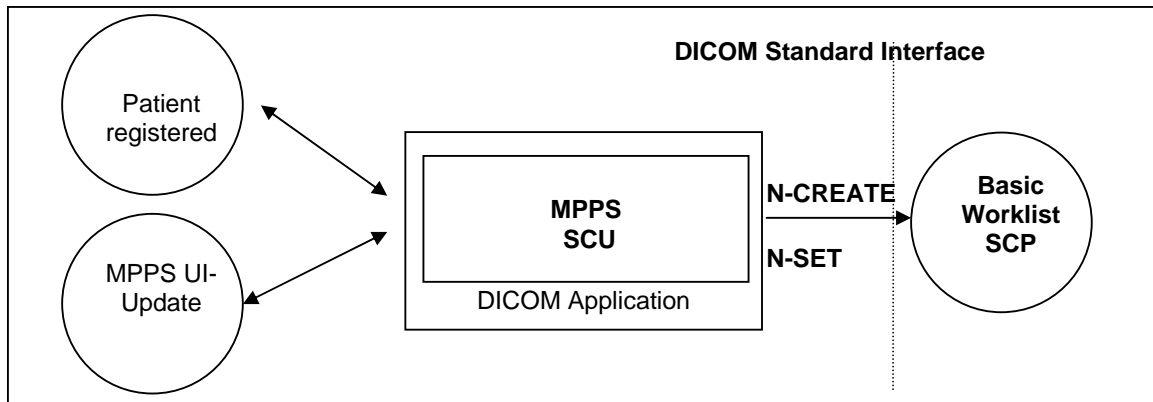 DICOM Standard Interface
Patient
registered
MPPS UI-
Update
MPPS
SCU
DICOM Application
N-CREATE
N-SET
Basic
Worklist
SCP